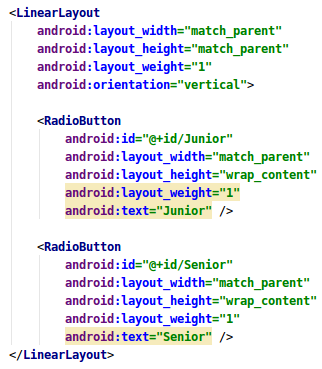 <LinearLayout
    android:layout_width="match_parent"
    android:layout_height="match_parent"
    android:layout_weight="1"
    android:orientation="vertical">

    <RadioButton
        android:id="@+id/Junior"
        android:layout_width="match_parent"
        android:layout_height="wrap_content"
        android:layout_weight="1"
        android:text="Junior" />

    <RadioButton
        android:id="@+id/Senior"
        android:layout_width="match_parent"
        android:layout_height="wrap_content"
        android:layout_weight="1"
        android:text="Senior" />
</LinearLayout>